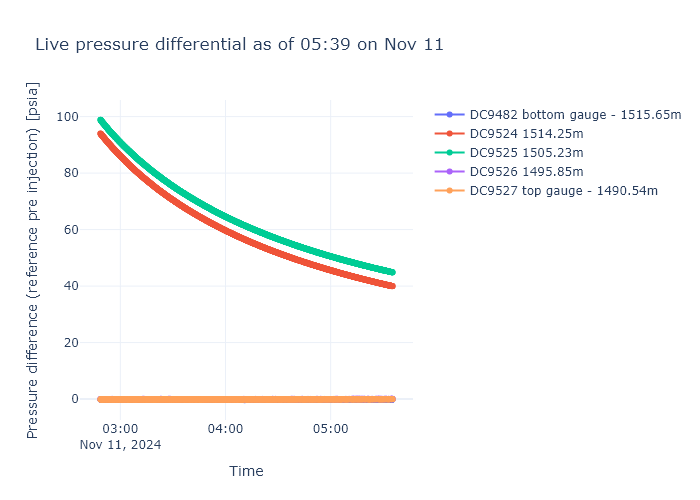 Live pressure differential as of 05:39 on Nov 11
Pressure difference (reference pre injection) [psia]
100
80
60
40
20
0
03:00
Nov 11, 2024
04:00
05:00
Time
DC9482 bottom gauge - 1515.65m
DC9524 1514.25m
DC9525 1505.23m
DC9526 1495.85m
DC9527 top gauge - 1490.54m